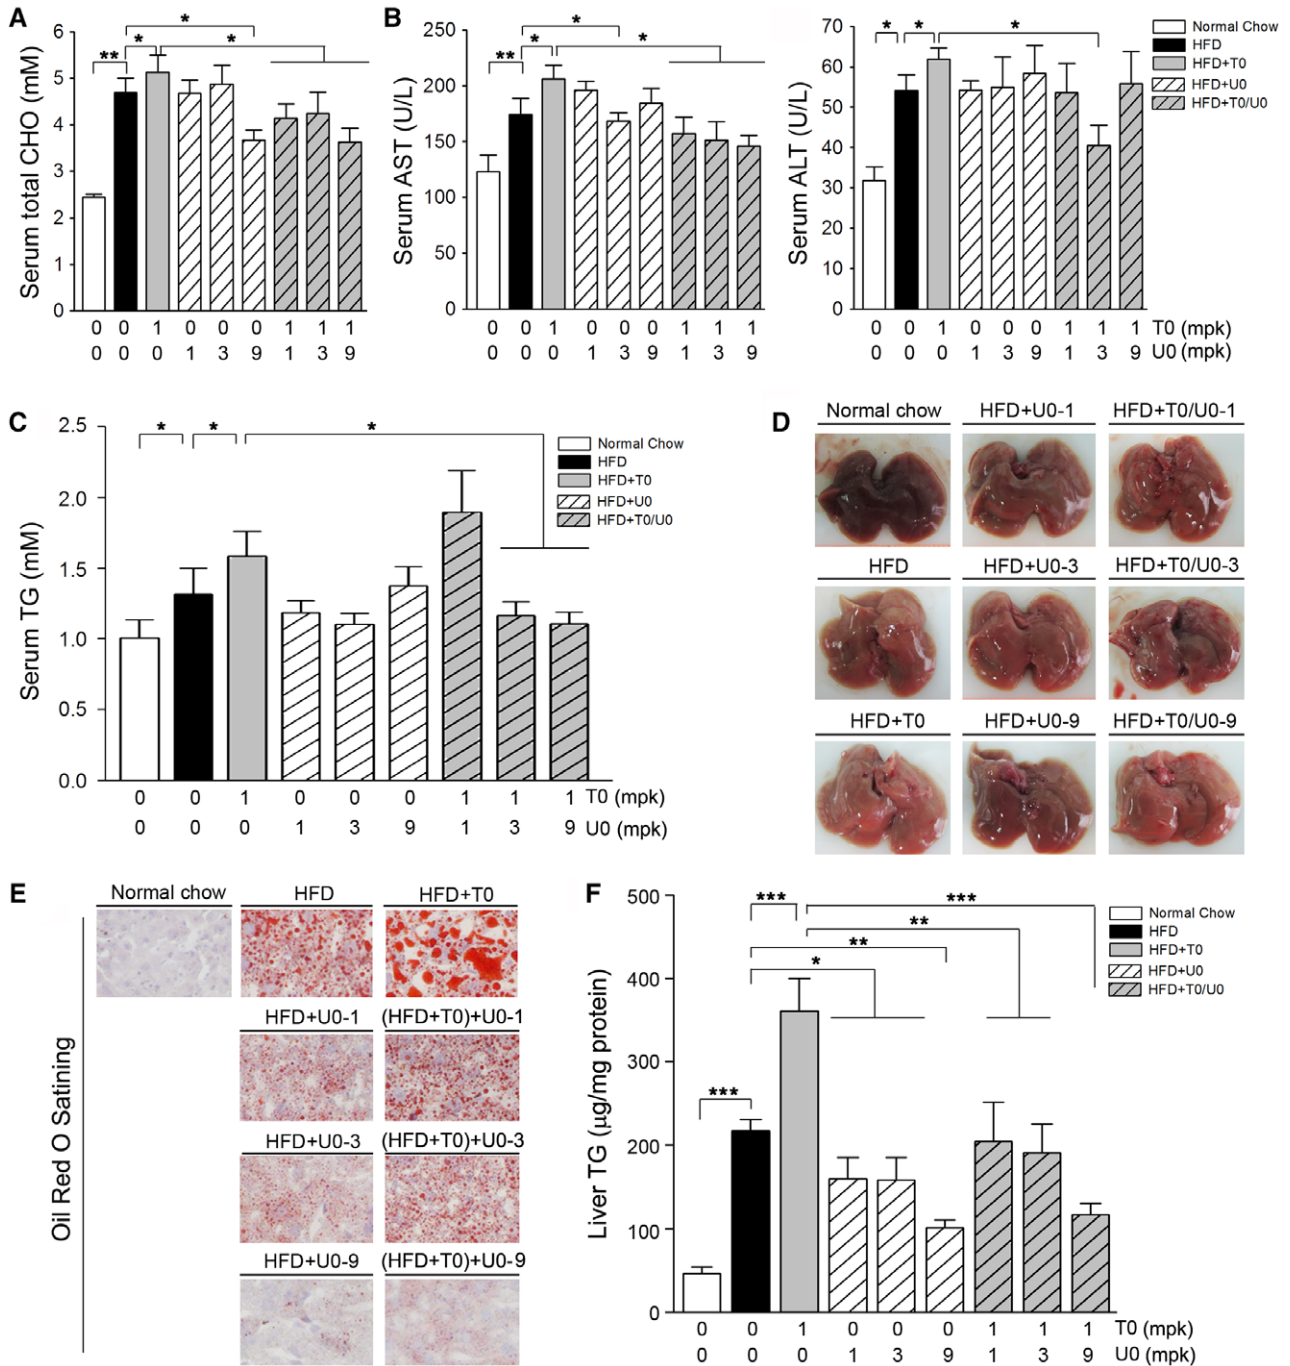 A
Serum total CHO (mM)
6
5
4
3
2
1
0
**
*
*
*
0 0 1 0 0 0 1 1 1
0 0 0 1 3 9 1 3 9
B
Serum AST (U/L)
250
200
150
100
50
0
**
*
*
*
0 0 1 0 0 0 1 1 1
0 0 0 1 3 9 1 3 9
Serum ALT (U/L)
70
60
50
40
30
20
10
0
*
*
*
0 0 1 0 0 0 1 1 1 T0 (mpk)
0 0 0 1 3 9 1 3 9 U0 (mpk)
Normal Chow
HFD
HFD+T0
HFD+U0
HFD+T0/U0
C
Serum TG (mM)
2.5
2.0
1.5
1.0
0.5
0.0
*
*
*
Normal Chow
HFD
HFD+T0
HFD+U0
HFD+T0/U0
0 0 1 0 0 0 1 1 1 T0 (mpk)
0 0 0 1 3 9 1 3 9 U0 (mpk)
D
Normal chow HFD+U0-1 HFD+T0/U0-1
HFD HFD+U0-3 HFD+T0/U0-3
HFD+T0 HFD+U0-9 HFD+T0/U0-9
E
Oil Red O Satining
Normal chow HFD HFD+T0
HFD+U0-1 (HFD+T0)+U0-1
HFD+U0-3 (HFD+T0)+U0-3
HFD+U0-9 (HFD+T0)+U0-9
F
Liver TG (µg/mg protein)
500
400
300
200
100
0
***
***
**
**
*
***
Normal Chow
HFD
HFD+T0
HFD+U0
HFD+T0/U0
0 0 1 0 0 0 1 1 1 T0 (mpk)
0 0 0 1 3 9 1 3 9 U0 (mpk)